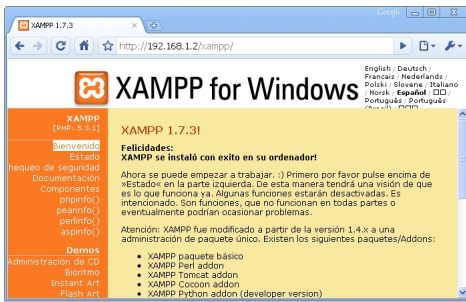 Google
XAMPP 1.7.3
http://192.168.1.2/xampp/
XAMPP for Windows
English / Deutsch /
Francais / Nederlands /
Polski / Slovene / Italiano
/ Norsk / Español / □□ /
Português / Português
XAMPP
[PHP: 5.3.1]
Bienvenido
Estado
hequeo de seguridad
Documentación
Componentes
phpinfo()
pearinfo()
perlinfo()
aspinfo()
Demos
Administración de CD
Bioritmo
Instant Art
Flash Art
XAMPP 1.7.3!
Felicidades:
XAMPP se instaló con exito en su ordenador!
Ahora se puede empezar a trabajar. :) Primero por favor pulse encima de
»Estado« en la parte izquierda. De esta manera tendrá una visión de que
es lo que funciona ya. Algunas funciones estarán desactivadas. Es
intencionado. Son funciones, que no funcionan en todas partes o
eventualmente podrían ocasionar problemas.
Atención: XAMPP fue modificado a partir de la versión 1.4.x a una
administración de paquete único. Existen los siguientes paquetes/Addons:
• XAMPP paquete básico
• XAMPP Perl addon
• XAMPP Tomcat addon
• XAMPP Cocoon addon
• XAMPP Python addon (developer version)